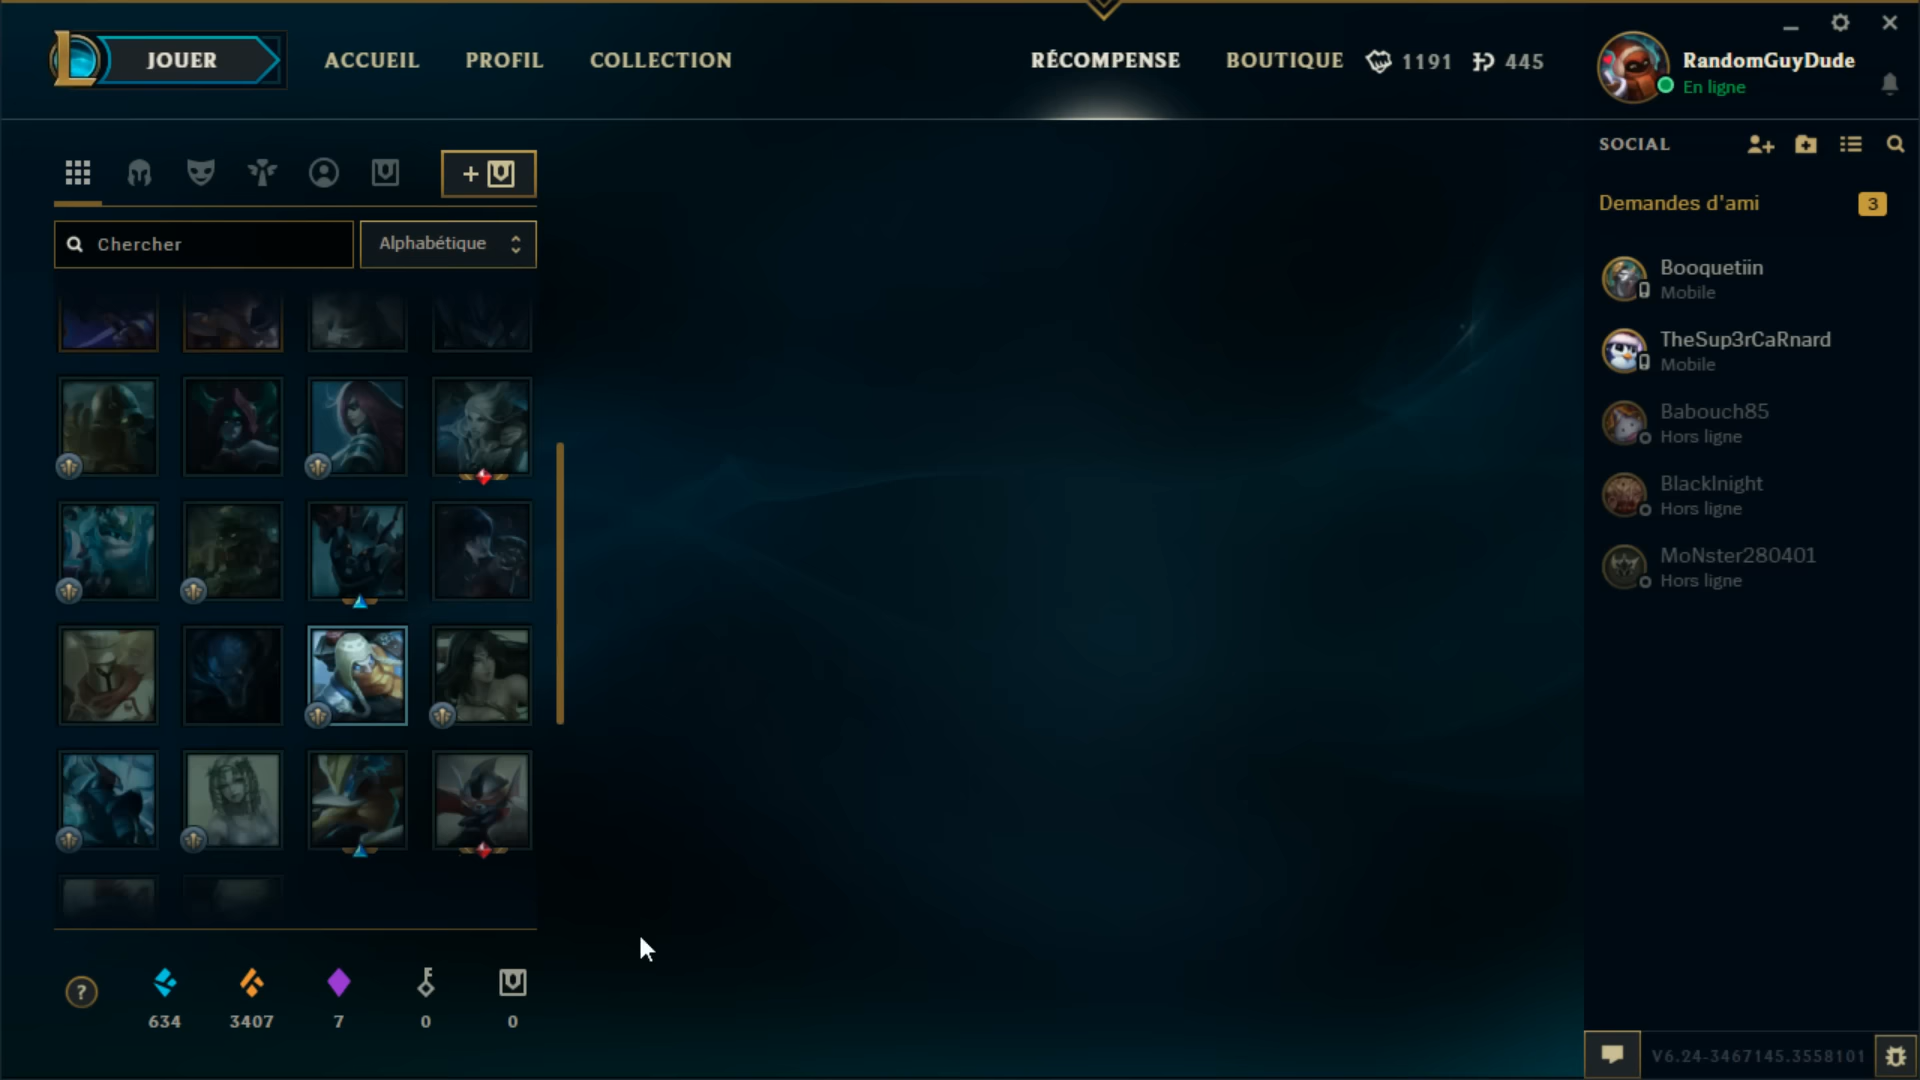 JOUER
ACCUEIL
PROFIL
COLLECTION
RÉCOMPENSE
BOUTIQUE
1191
445
RandomGuyDude
En ligne
SOCIAL
Demandes d'ami
3
Chercher
Alphabétique
Booquetiin
Mobile
TheSup3rCaRnard
Mobile
Babouch85
Hors ligne
Blacklnight
Hors ligne
MoNster280401
Hors ligne
?
634
3407
7
0
0
V6.24-3467145.3558101